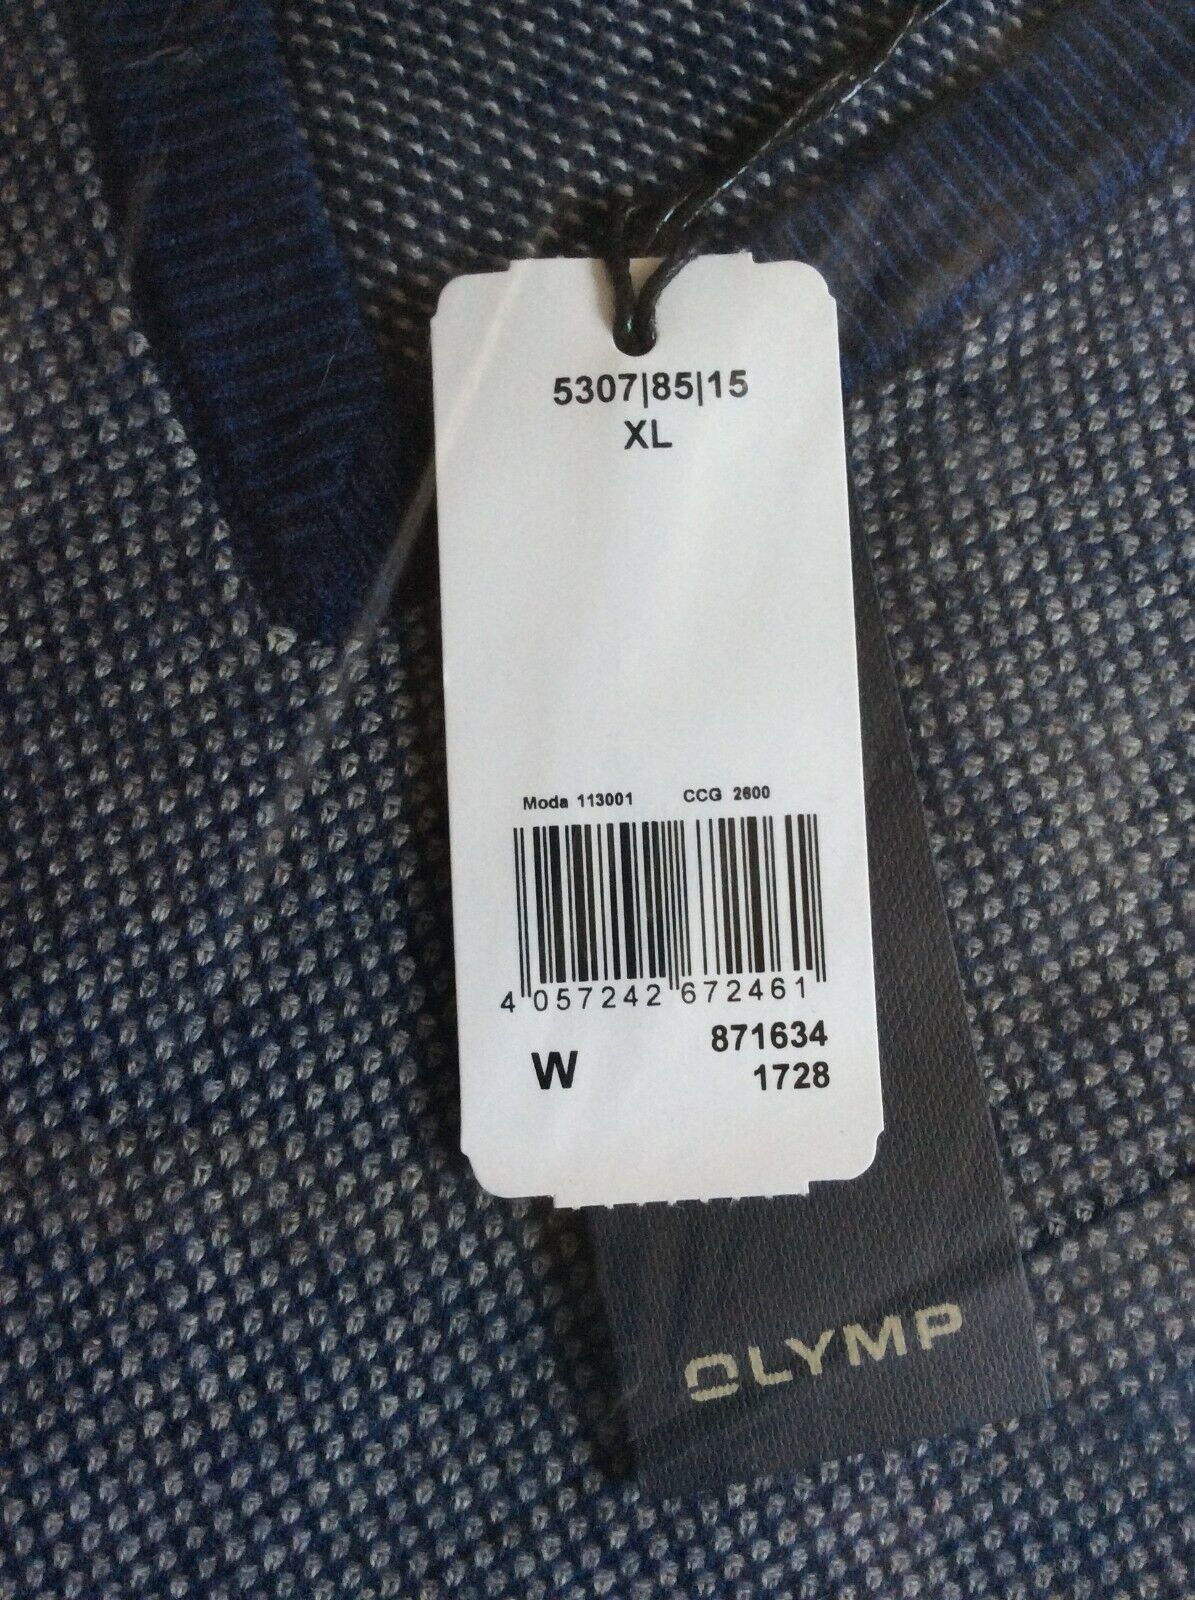 5307|85|15
XL
Moda 113001 CCG 2600
4 057242 672461
W 871634
1728
OLYMP